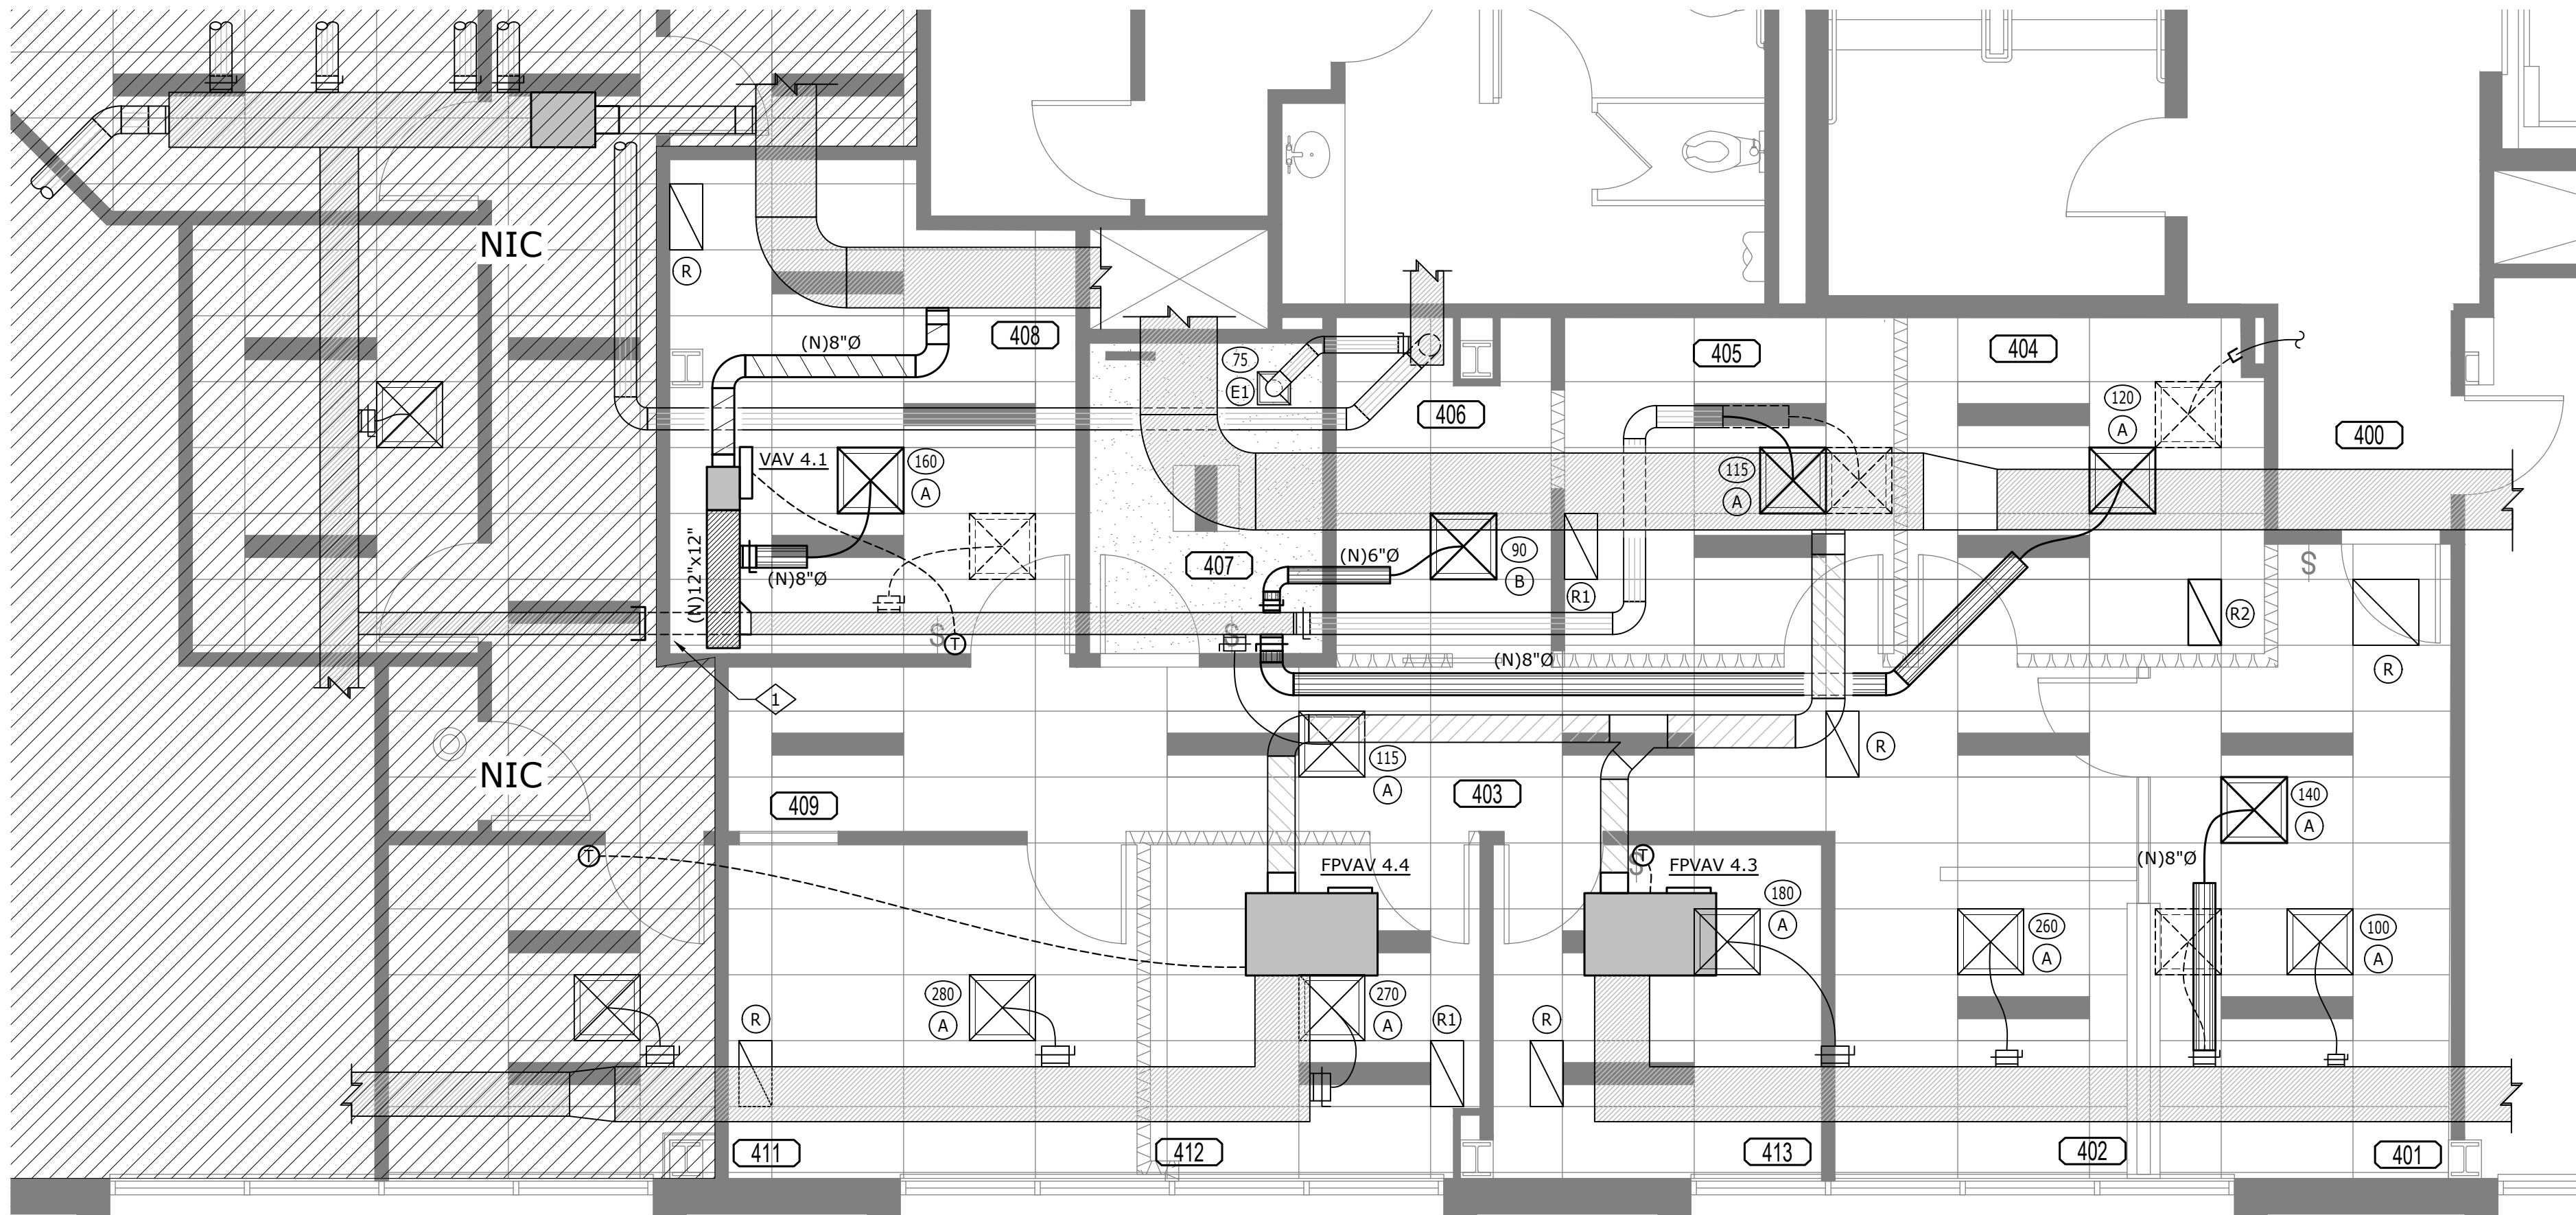 NIC
R
(N)8"Ø
408
75
E1
406
405
404
120
A
400
VAV 4.1
160
A
115
A
(N)12"x12"
(N)8"Ø
407
(N)6"Ø
90
B
R1
R2
$
$
$
T
(N)8"Ø
R
1
NIC
409
115
A
403
R
140
A
T
FPVAV 4.4
T
$
FPVAV 4.3
180
A
(N)8"Ø
260
A
100
A
R
280
A
270
A
R1
R
411
412
413
402
401